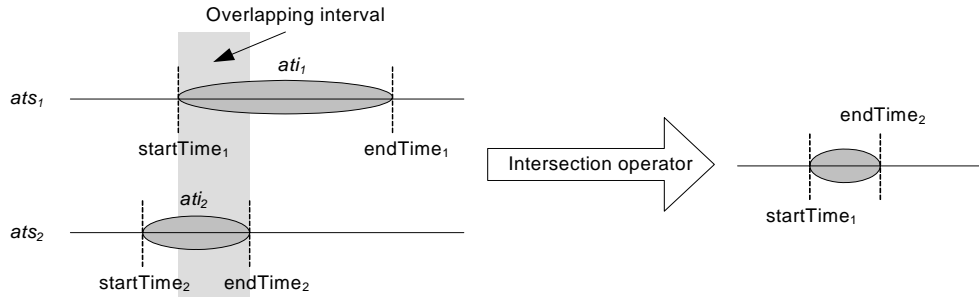 Overlapping interval
ati₁
ats₁
startTime₁
endTime₁
ati₂
ats₂
startTime₂
endTime₂
Intersection operator
endTime₂
startTime₁